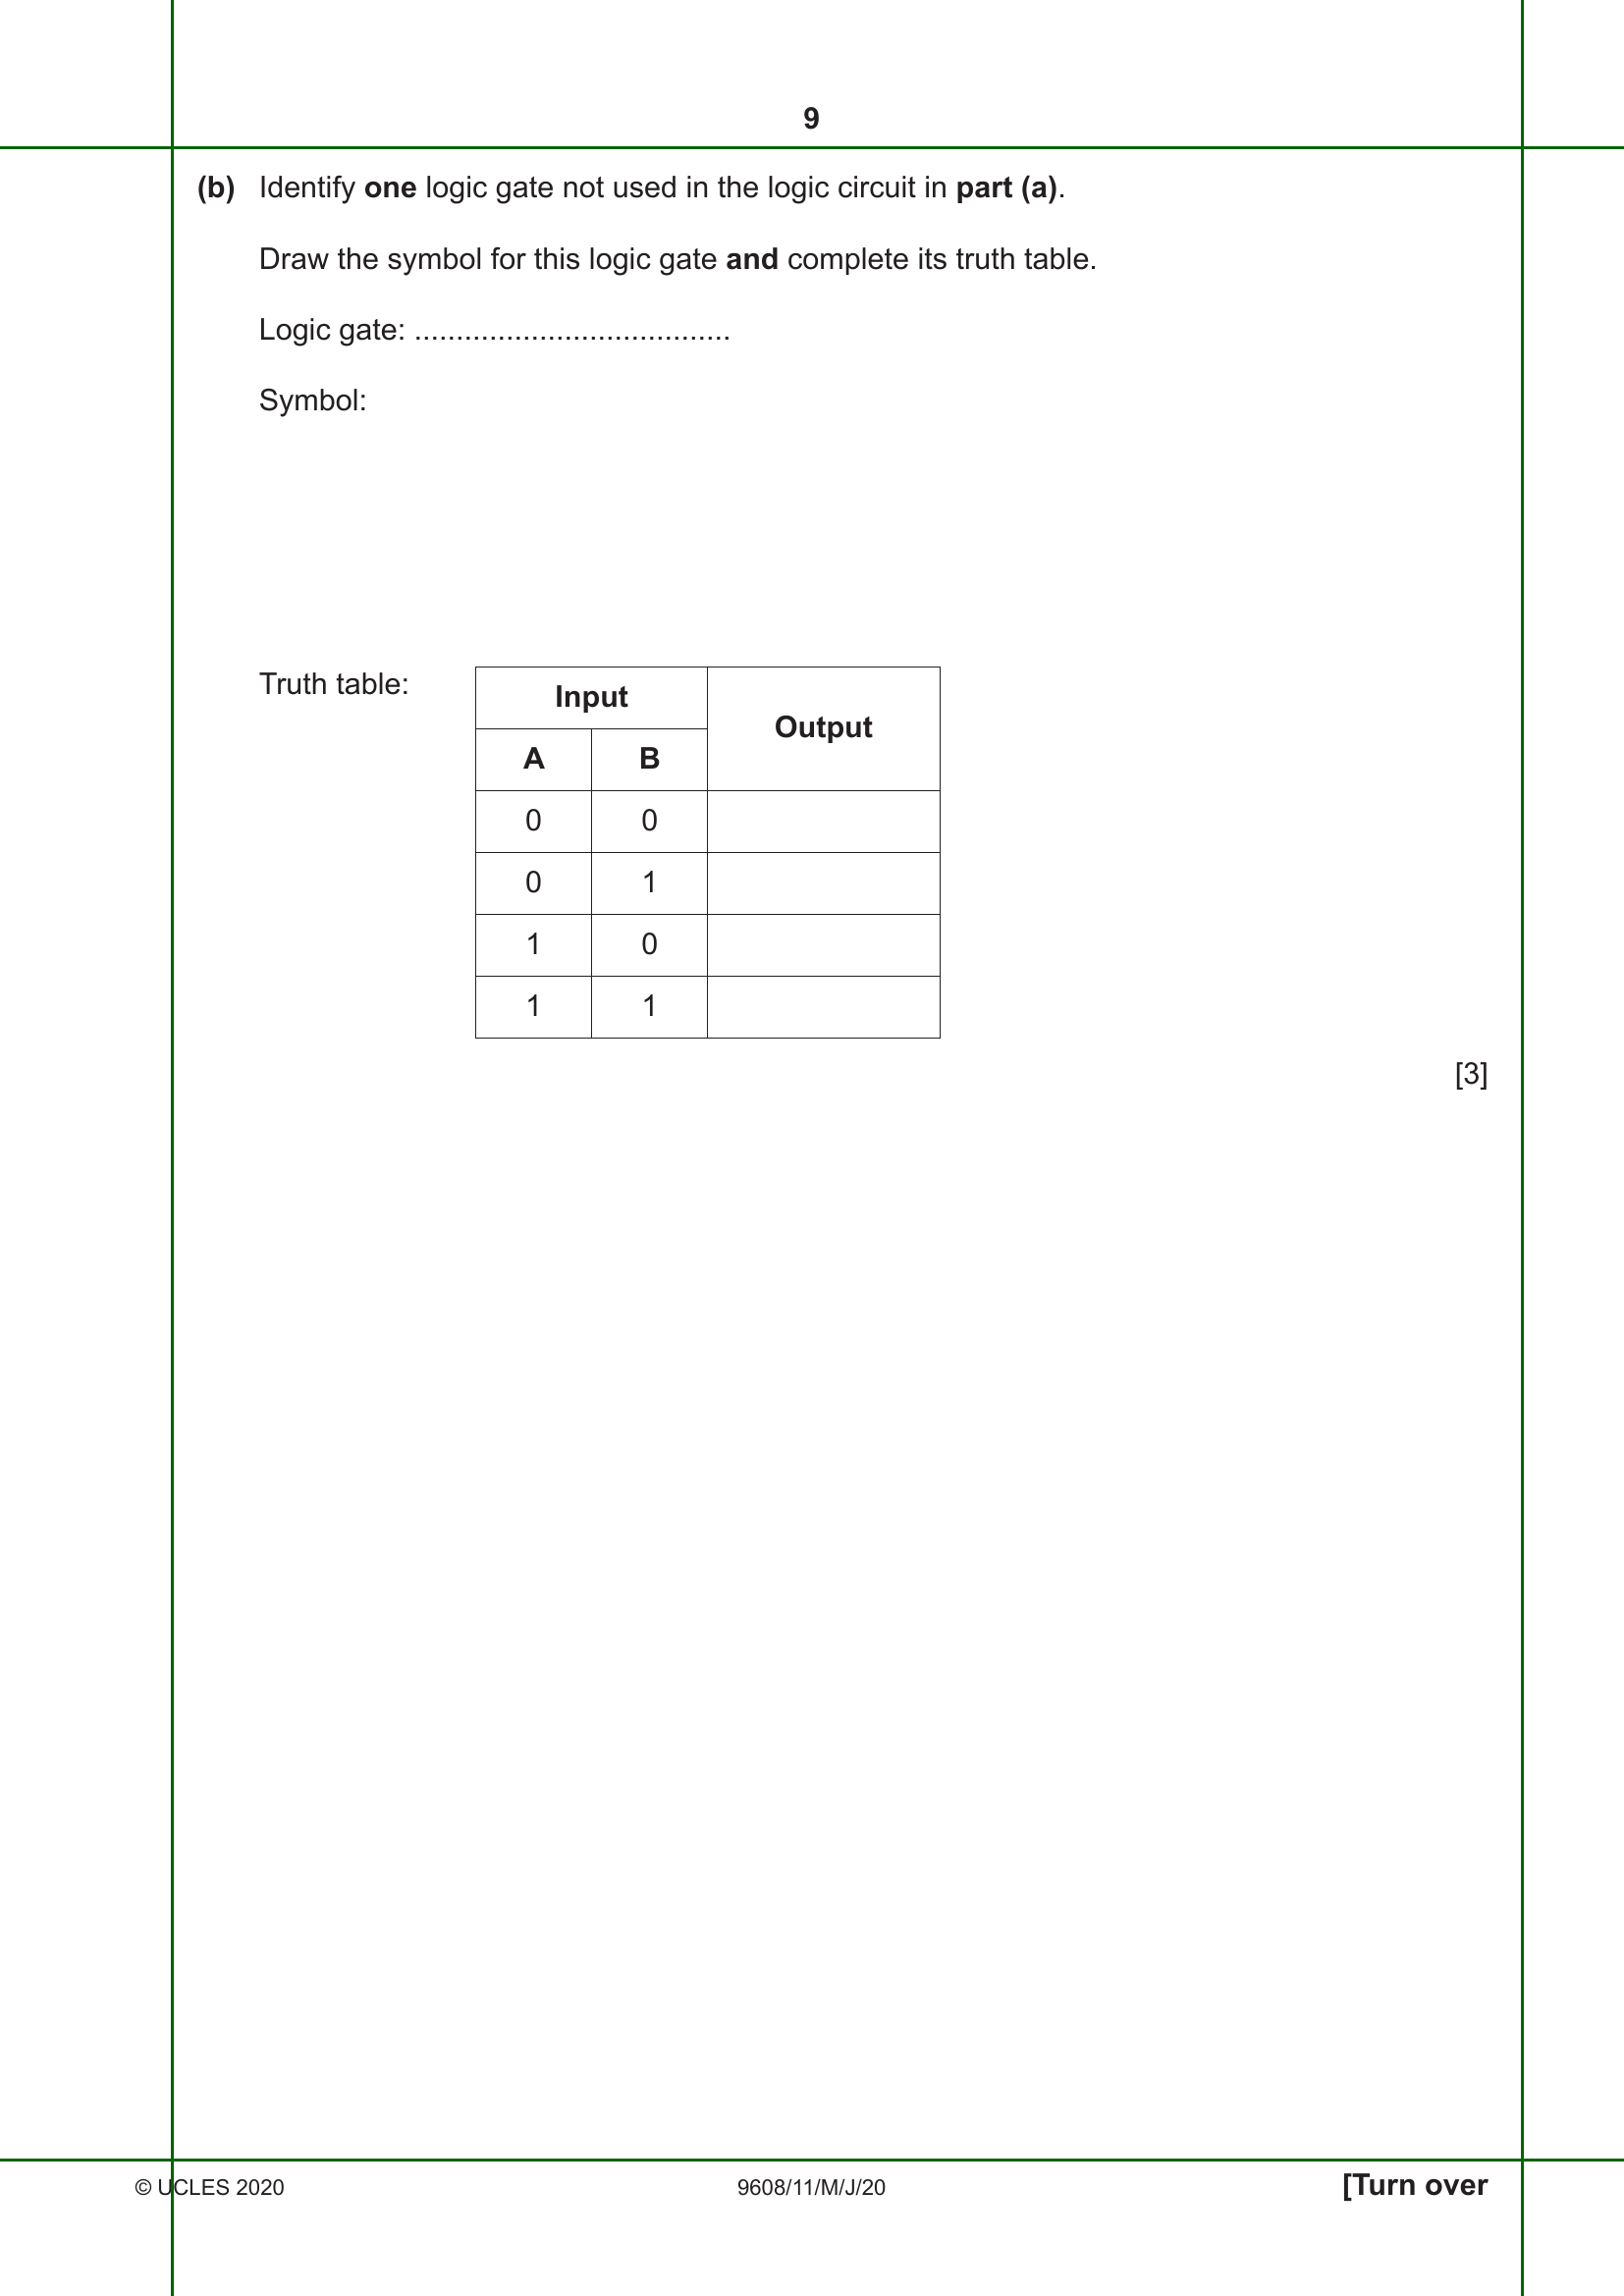 9
(b) Identify one logic gate not used in the logic circuit in part (a).
Draw the symbol for this logic gate and complete its truth table.
Logic gate: ......................................
Symbol:
Truth table:
Input
Output
A B
0 0
0 1
1 0
1 1
[3]
© UCLES 2020
9608/11/M/J/20
[Turn over